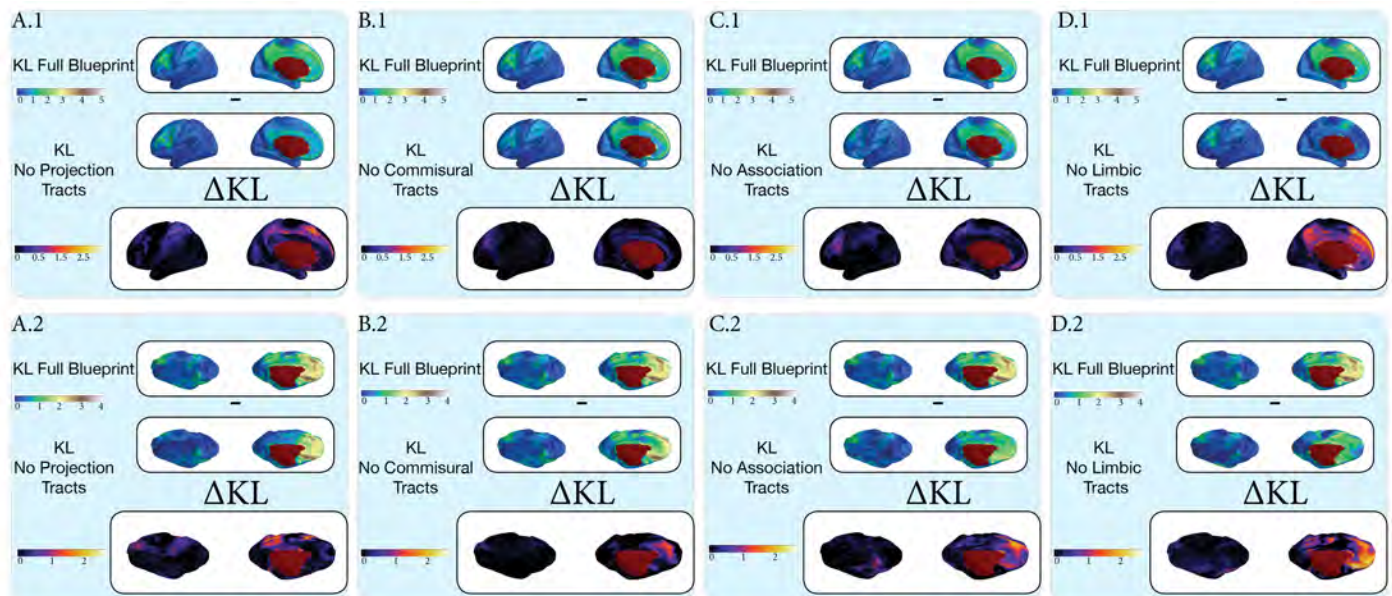 A.1
KL Full Blueprint
0 1 2 3 4 5
-
KL
No Projection
Tracts
ΔKL
0 0.5 1.5 2.5
B.1
KL Full Blueprint
0 1 2 3 4 5
-
KL
No Commisural
Tracts
ΔKL
0 0.5 1.5 2.5
C.1
KL Full Blueprint
0 1 2 3 4 5
-
KL
No Association
Tracts
ΔKL
0 0.5 1.5 2.5
D.1
KL Full Blueprint
0 1 2 3 4 5
-
KL
No Limbic
Tracts
ΔKL
0 0.5 1.5 2.5
A.2
KL Full Blueprint
0 1 2 3 4
-
KL
No Projection
Tracts
ΔKL
0 1 2
B.2
KL Full Blueprint
0 1 2 3 4
-
KL
No Commisural
Tracts
ΔKL
0 1 2
C.2
KL Full Blueprint
0 1 2 3 4
-
KL
No Association
Tracts
ΔKL
0 1 2
D.2
KL Full Blueprint
0 1 2 3 4
-
KL
No Limbic
Tracts
ΔKL
0 1 2